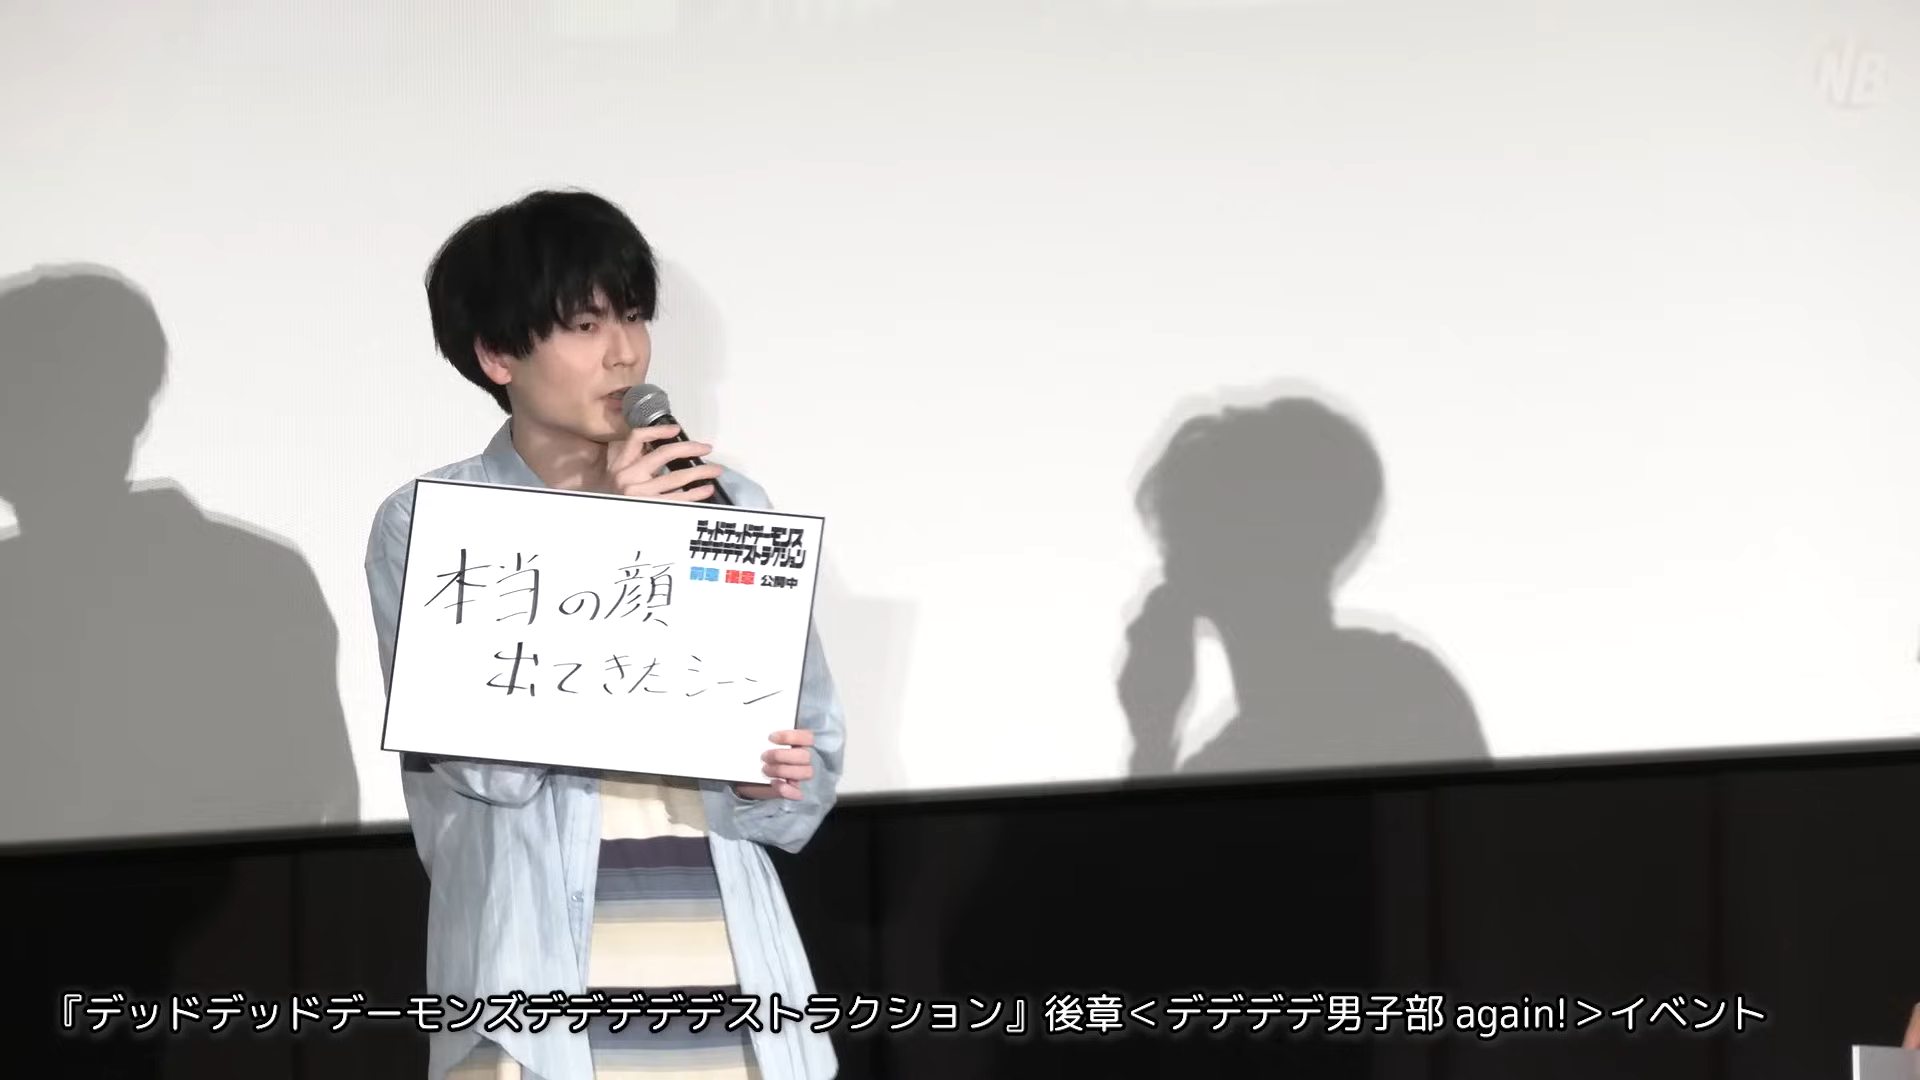 NB
デッドデッドデーモンズ
デデデデデストラクション
前章 後章 公開中
本当の顔
出てきたシーン
『デッドデッドデーモンズデデデデデストラクション』後章＜デデデデ男子部 again!＞イベント